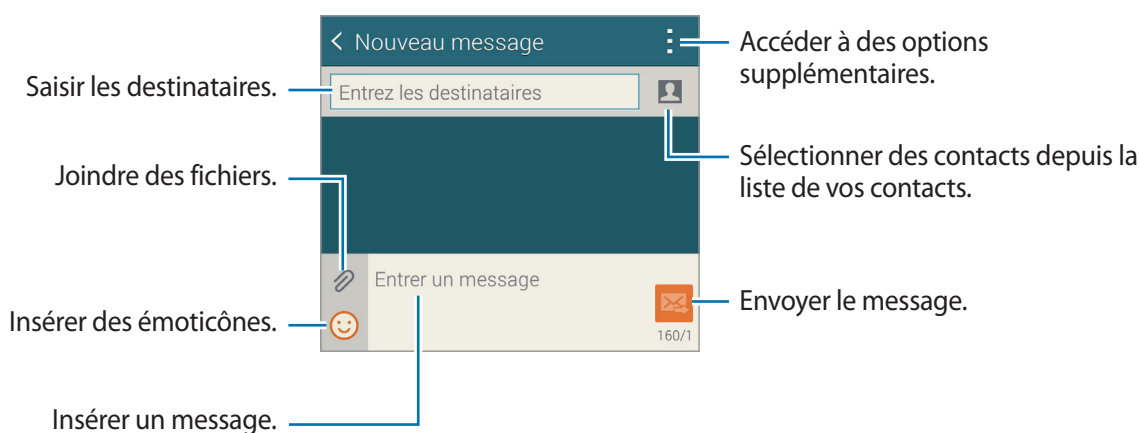 Nouveau message
Accéder à des options
supplémentaires.
Saisir les destinataires.
Entrez les destinataires
Sélectionner des contacts depuis la
liste de vos contacts.
Joindre des fichiers.
Entrer un message
Envoyer le message.
Insérer des émoticônes.
160/1
Insérer un message.